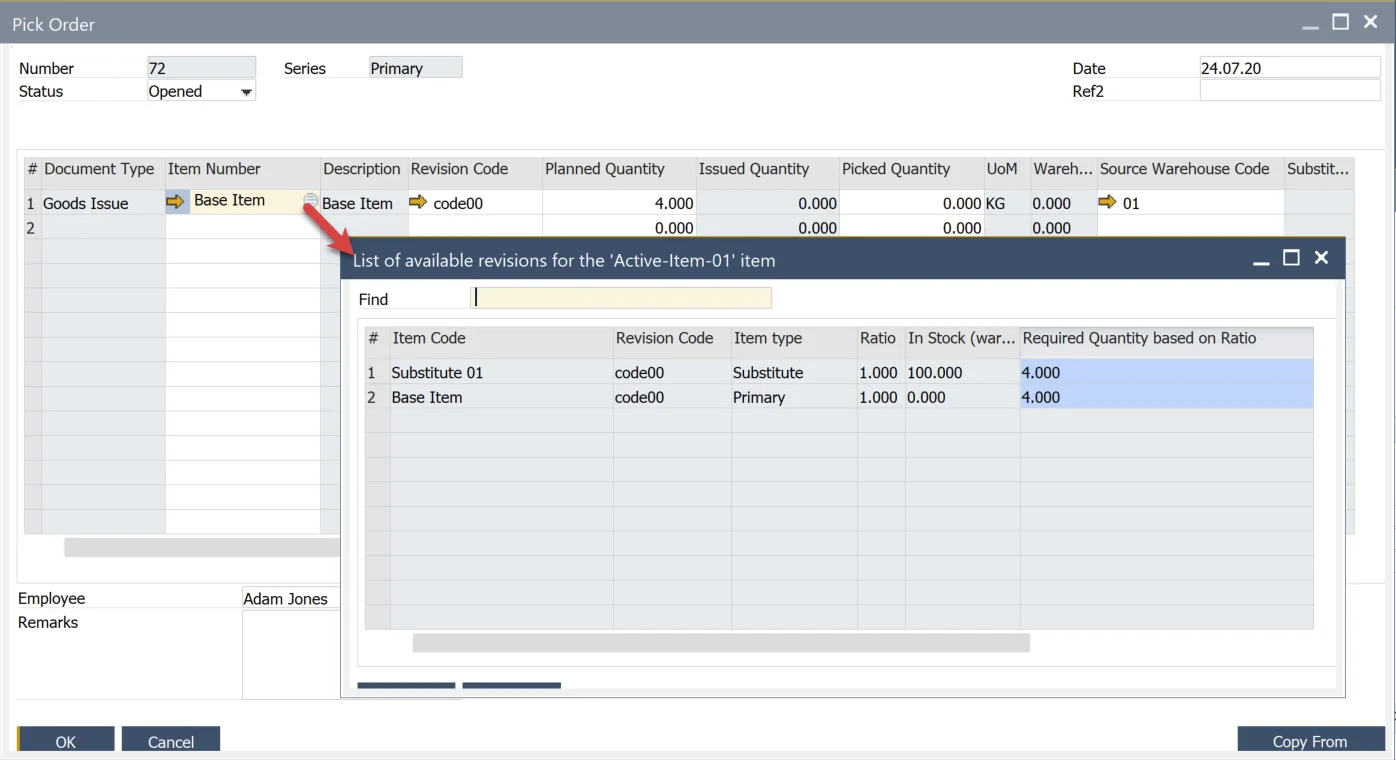 Pick Order
Number 72 Series Primary Date 24.07.20
Status Opened Ref2
# Document Type Item Number Description Revision Code Planned Quantity Issued Quantity Picked Quantity UoM Wareh... Source Warehouse Code Substit...
1 Goods Issue Base Item Base Item code00 4.000 0.000 0.000 KG 0.000 01
2 0.000 0.000 0.000 0.000
List of available revisions for the 'Active-Item-01' item
Find
# Item Code Revision Code Item type Ratio In Stock (war... Required Quantity based on Ratio
1 Substitute 01 code00 Substitute 1.000 100.000 4.000
2 Base Item code00 Primary 1.000 0.000 4.000
Employee Adam Jones
Remarks
OK Cancel Copy From